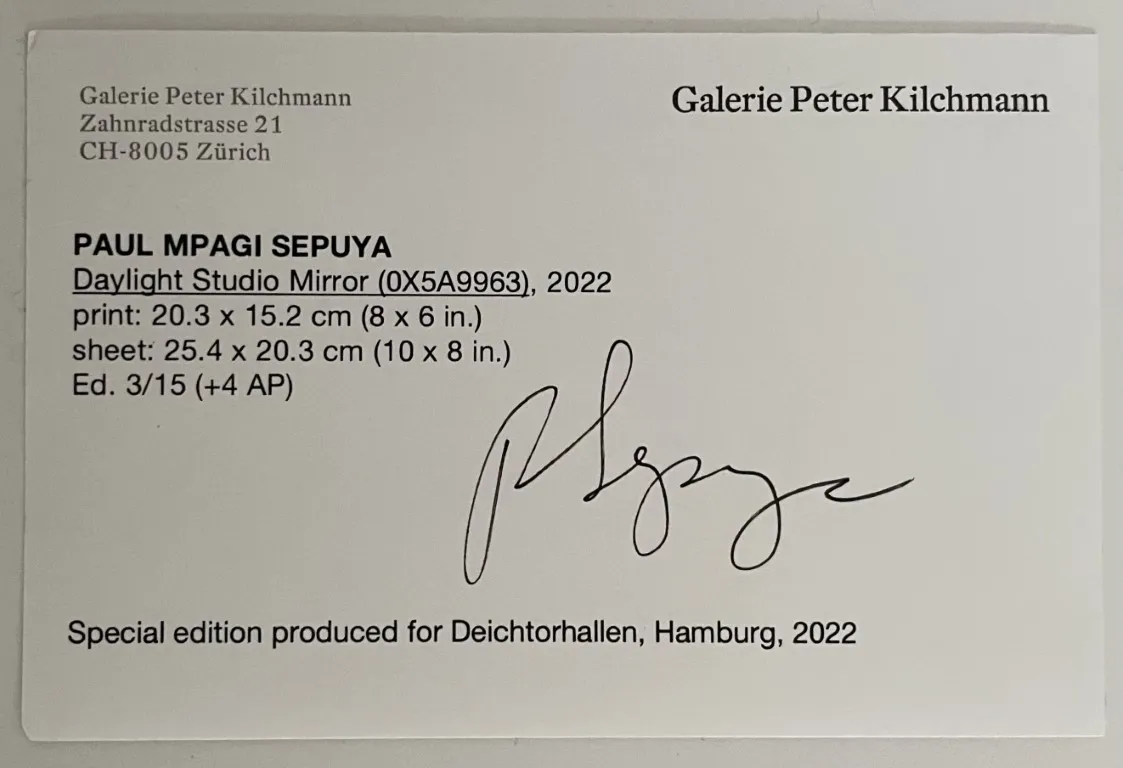 Galerie Peter Kilchmann
Zahnradstrasse 21
CH-8005 Zürich
Galerie Peter Kilchmann
PAUL MPAGI SEPUYA
Daylight Studio Mirror (0X5A9963), 2022
print: 20.3 x 15.2 cm (8 x 6 in.)
sheet: 25.4 x 20.3 cm (10 x 8 in.)
Ed. 3/15 (+4 AP)
P Sepuya
Special edition produced for Deichtorhallen, Hamburg, 2022